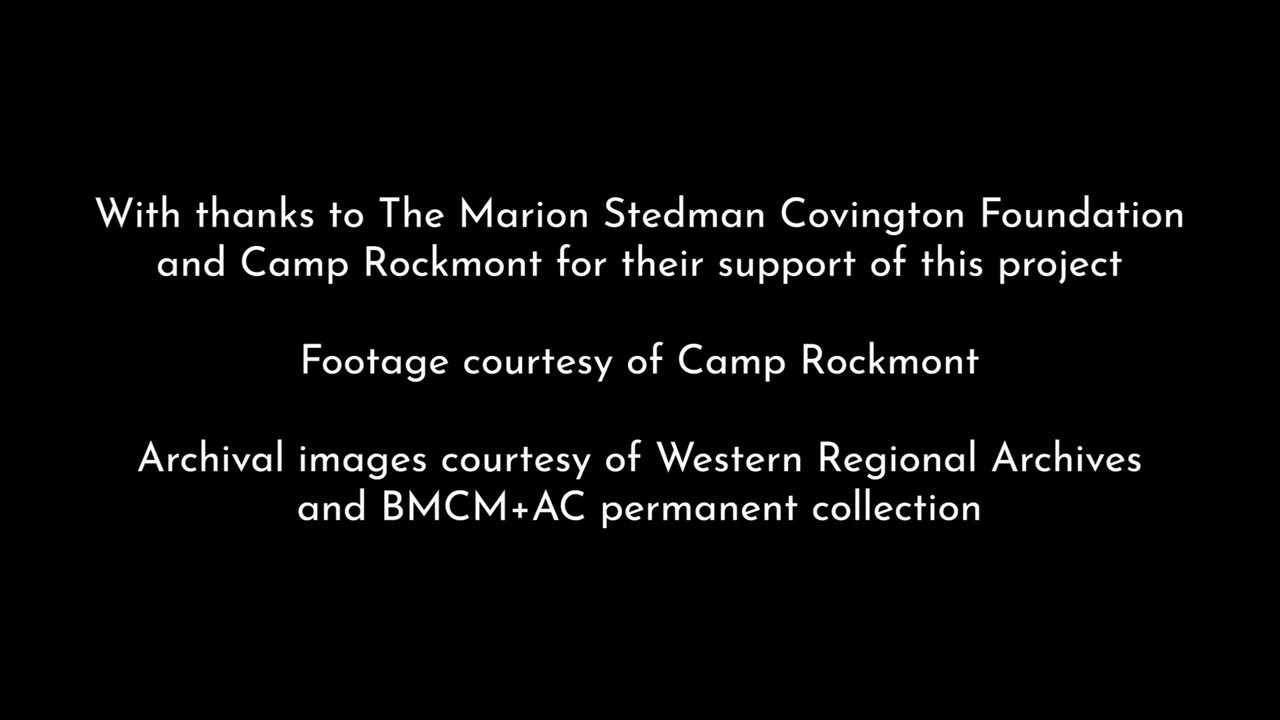 With thanks to The Marion Stedman Covington Foundation
and Camp Rockmont for their support of this project
Footage courtesy of Camp Rockmont
Archival images courtesy of Western Regional Archives
and BMCM+AC permanent collection